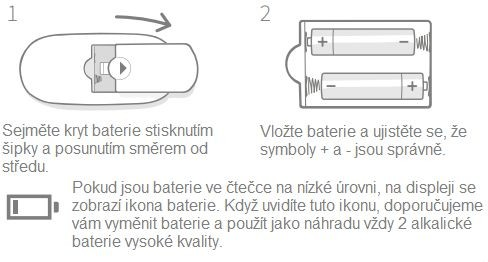 1
2
Sejměte kryt baterie stisknutím
šipky a posunutím směrem od
středu.
Vložte baterie a ujistěte se, že
symboly + a - jsou správně.
Pokud jsou baterie ve čtečce na nízké úrovni, na displeji se
zobrazí ikona baterie. Když uvidíte tuto ikonu, doporučujeme
vám vyměnit baterie a použít jako náhradu vždy 2 alkalické
baterie vysoké kvality.